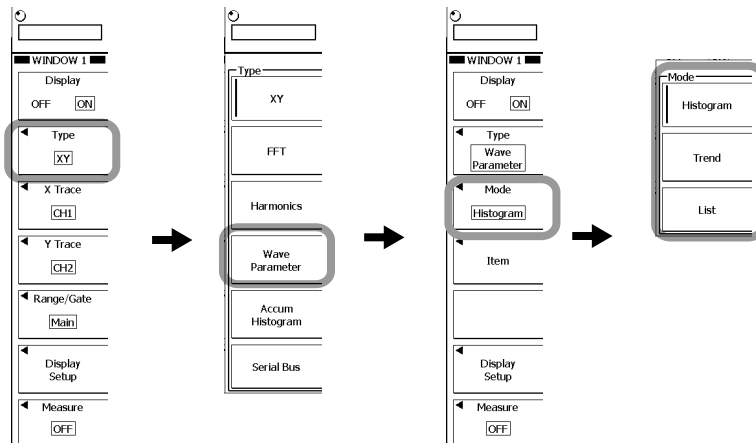 WINDOW 1
Display
OFF ON
Type
XY
X Trace
CH1
Y Trace
CH2
Range/Gate
Main
Display
Setup
Measure
OFF
Type
XY
FFT
Harmonics
Wave
Parameter
Accum
Histogram
Serial Bus
WINDOW 1
Display
OFF ON
Type
Wave
Parameter
Mode
Histogram
Item
Display
Setup
Measure
OFF
Mode
Histogram
Trend
List